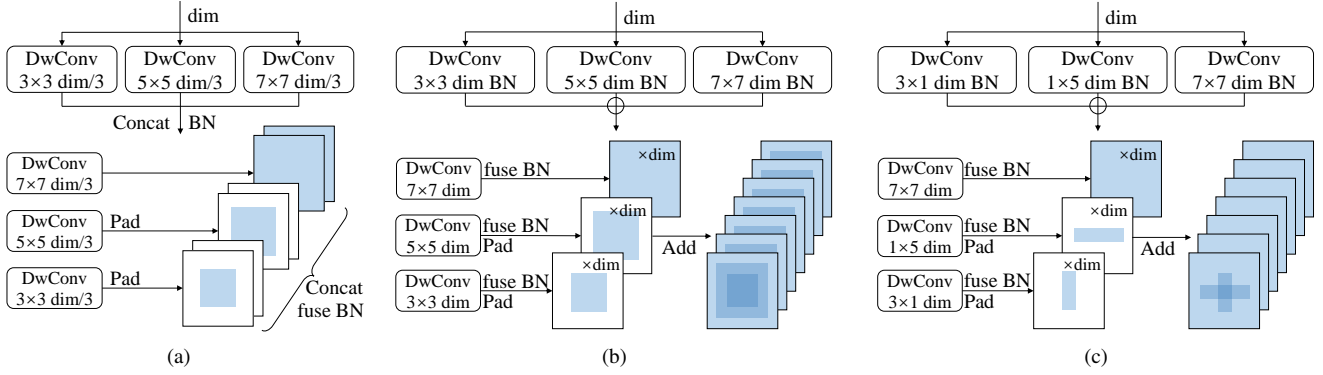 dim
DwConv
3×3 dim/3
DwConv
5×5 dim/3
DwConv
7×7 dim/3
Concat BN
DwConv
7×7 dim/3
DwConv
5×5 dim/3
Pad
DwConv
3×3 dim/3
Pad
Concat
fuse BN
(a)
dim
DwConv
3×3 dim BN
DwConv
5×5 dim BN
DwConv
7×7 dim BN
DwConv
7×7 dim
fuse BN
×dim
DwConv
5×5 dim
fuse BN
Pad
×dim
Add
DwConv
3×3 dim
fuse BN
Pad
×dim
(b)
dim
DwConv
3×1 dim BN
DwConv
1×5 dim BN
DwConv
7×7 dim BN
DwConv
7×7 dim
fuse BN
×dim
DwConv
1×5 dim
fuse BN
Pad
×dim
Add
DwConv
3×1 dim
fuse BN
Pad
×dim
(c)